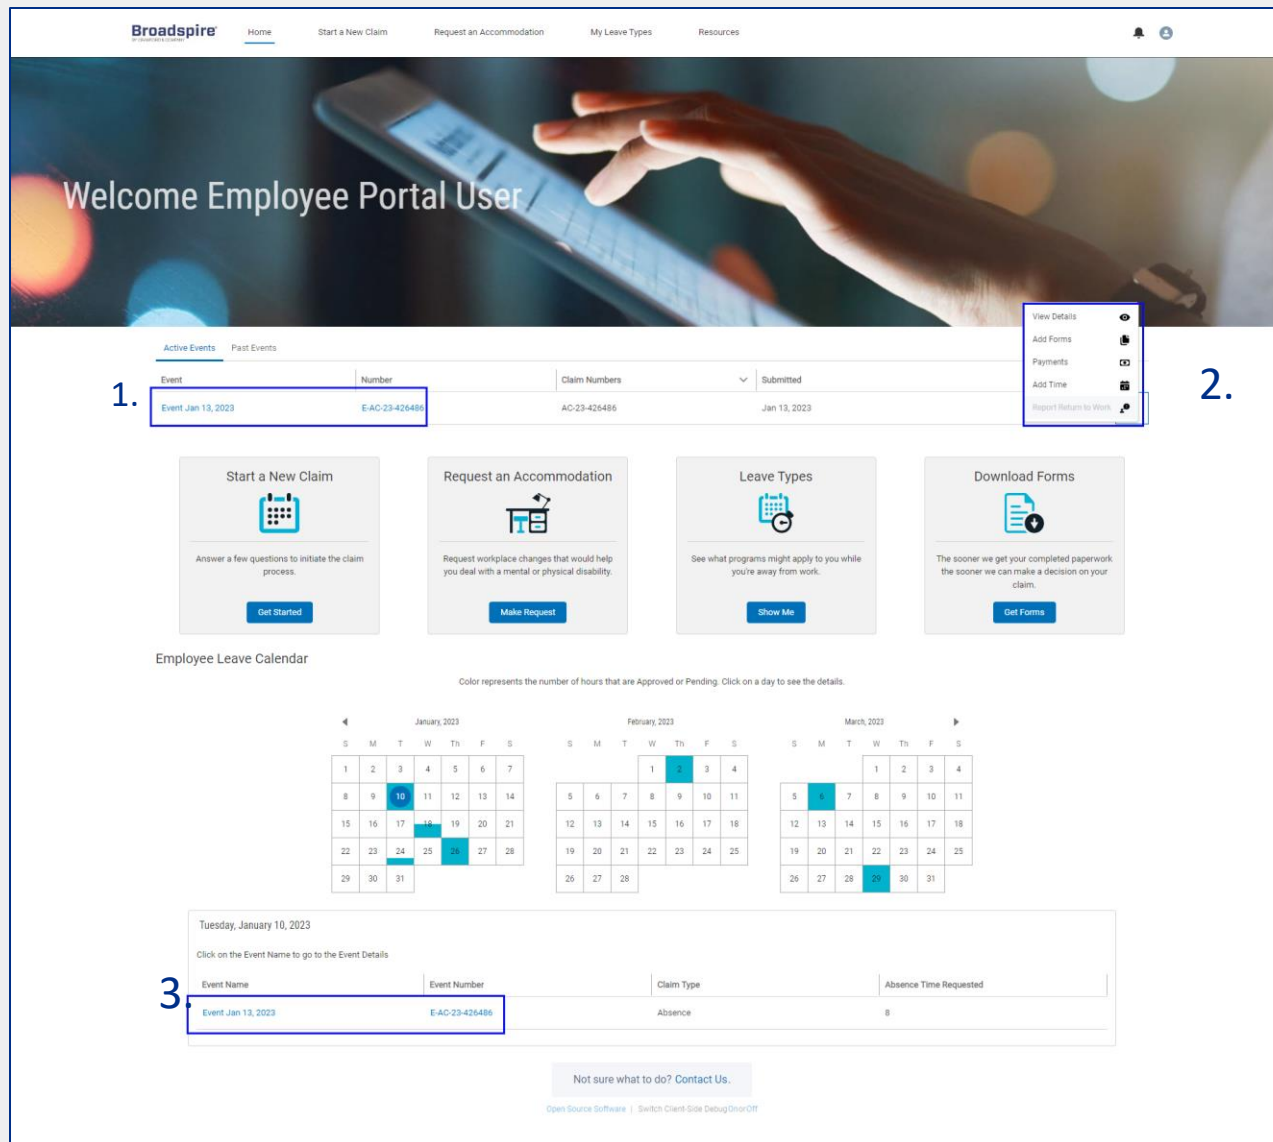 Broadspire
Home Start a New Claim Request an Accommodation My Leave Types Resources
Welcome Employee Portal User
View Details
Add Forms
Payments
Add Time
Report Return to Work
2.
Active Events Past Events
Event Number Claim Numbers Submitted
1.
Event Jan 13, 2023 E-AC-23-426486 AC-23-426486 Jan 13, 2023
Start a New Claim
Answer a few questions to initiate the claim
process.
Get Started
Request an Accommodation
Request workplace changes that would help
you deal with a mental or physical disability.
Make Request
Leave Types
See what programs might apply to you while
you're away from work.
Show Me
Download Forms
The sooner we get your completed paperwork
the sooner we can make a decision on your
claim.
Get Forms
Employee Leave Calendar
Color represents the number of hours that are Approved or Pending. Click on a day to see the details.
January, 2023
S M T W Th F S
1 2 3 4 5 6 7
8 9 10 11 12 13 14
15 16 17 18 19 20 21
22 23 24 25 26 27 28
29 30 31
February, 2023
S M T W Th F S
1 2 3 4
5 6 7 8 9 10 11
12 13 14 15 16 17 18
19 20 21 22 23 24 25
26 27 28
March, 2023
S M T W Th F S
1 2 3 4
5 6 7 8 9 10 11
12 13 14 15 16 17 18
19 20 21 22 23 24 25
26 27 28 29 30 31
Tuesday, January 10, 2023
Click on the Event Name to go to the Event Details
Event Name Event Number Claim Type Absence Time Requested
3.
Event Jan 13, 2023 E-AC-23-426486 Absence 8
Not sure what to do? Contact Us.
Open Source Software | Switch Client-Side Debug OnorOff